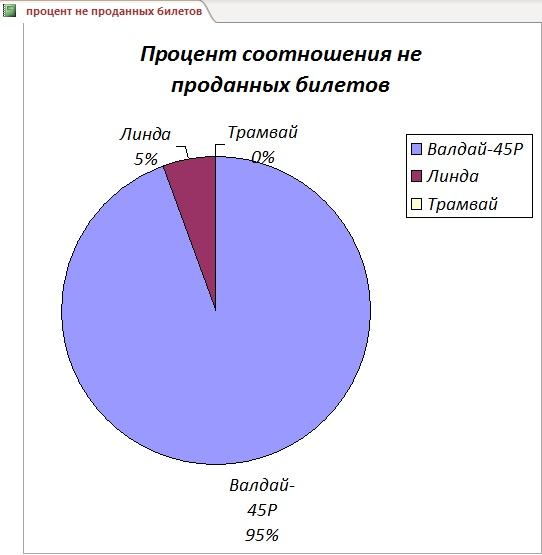 процент не проданных билетов
Процент соотношения не
проданных билетов
Линда
5%
Трамвай
0%
Валдай-45Р
Линда
Трамвай
Валдай-
45Р
95%